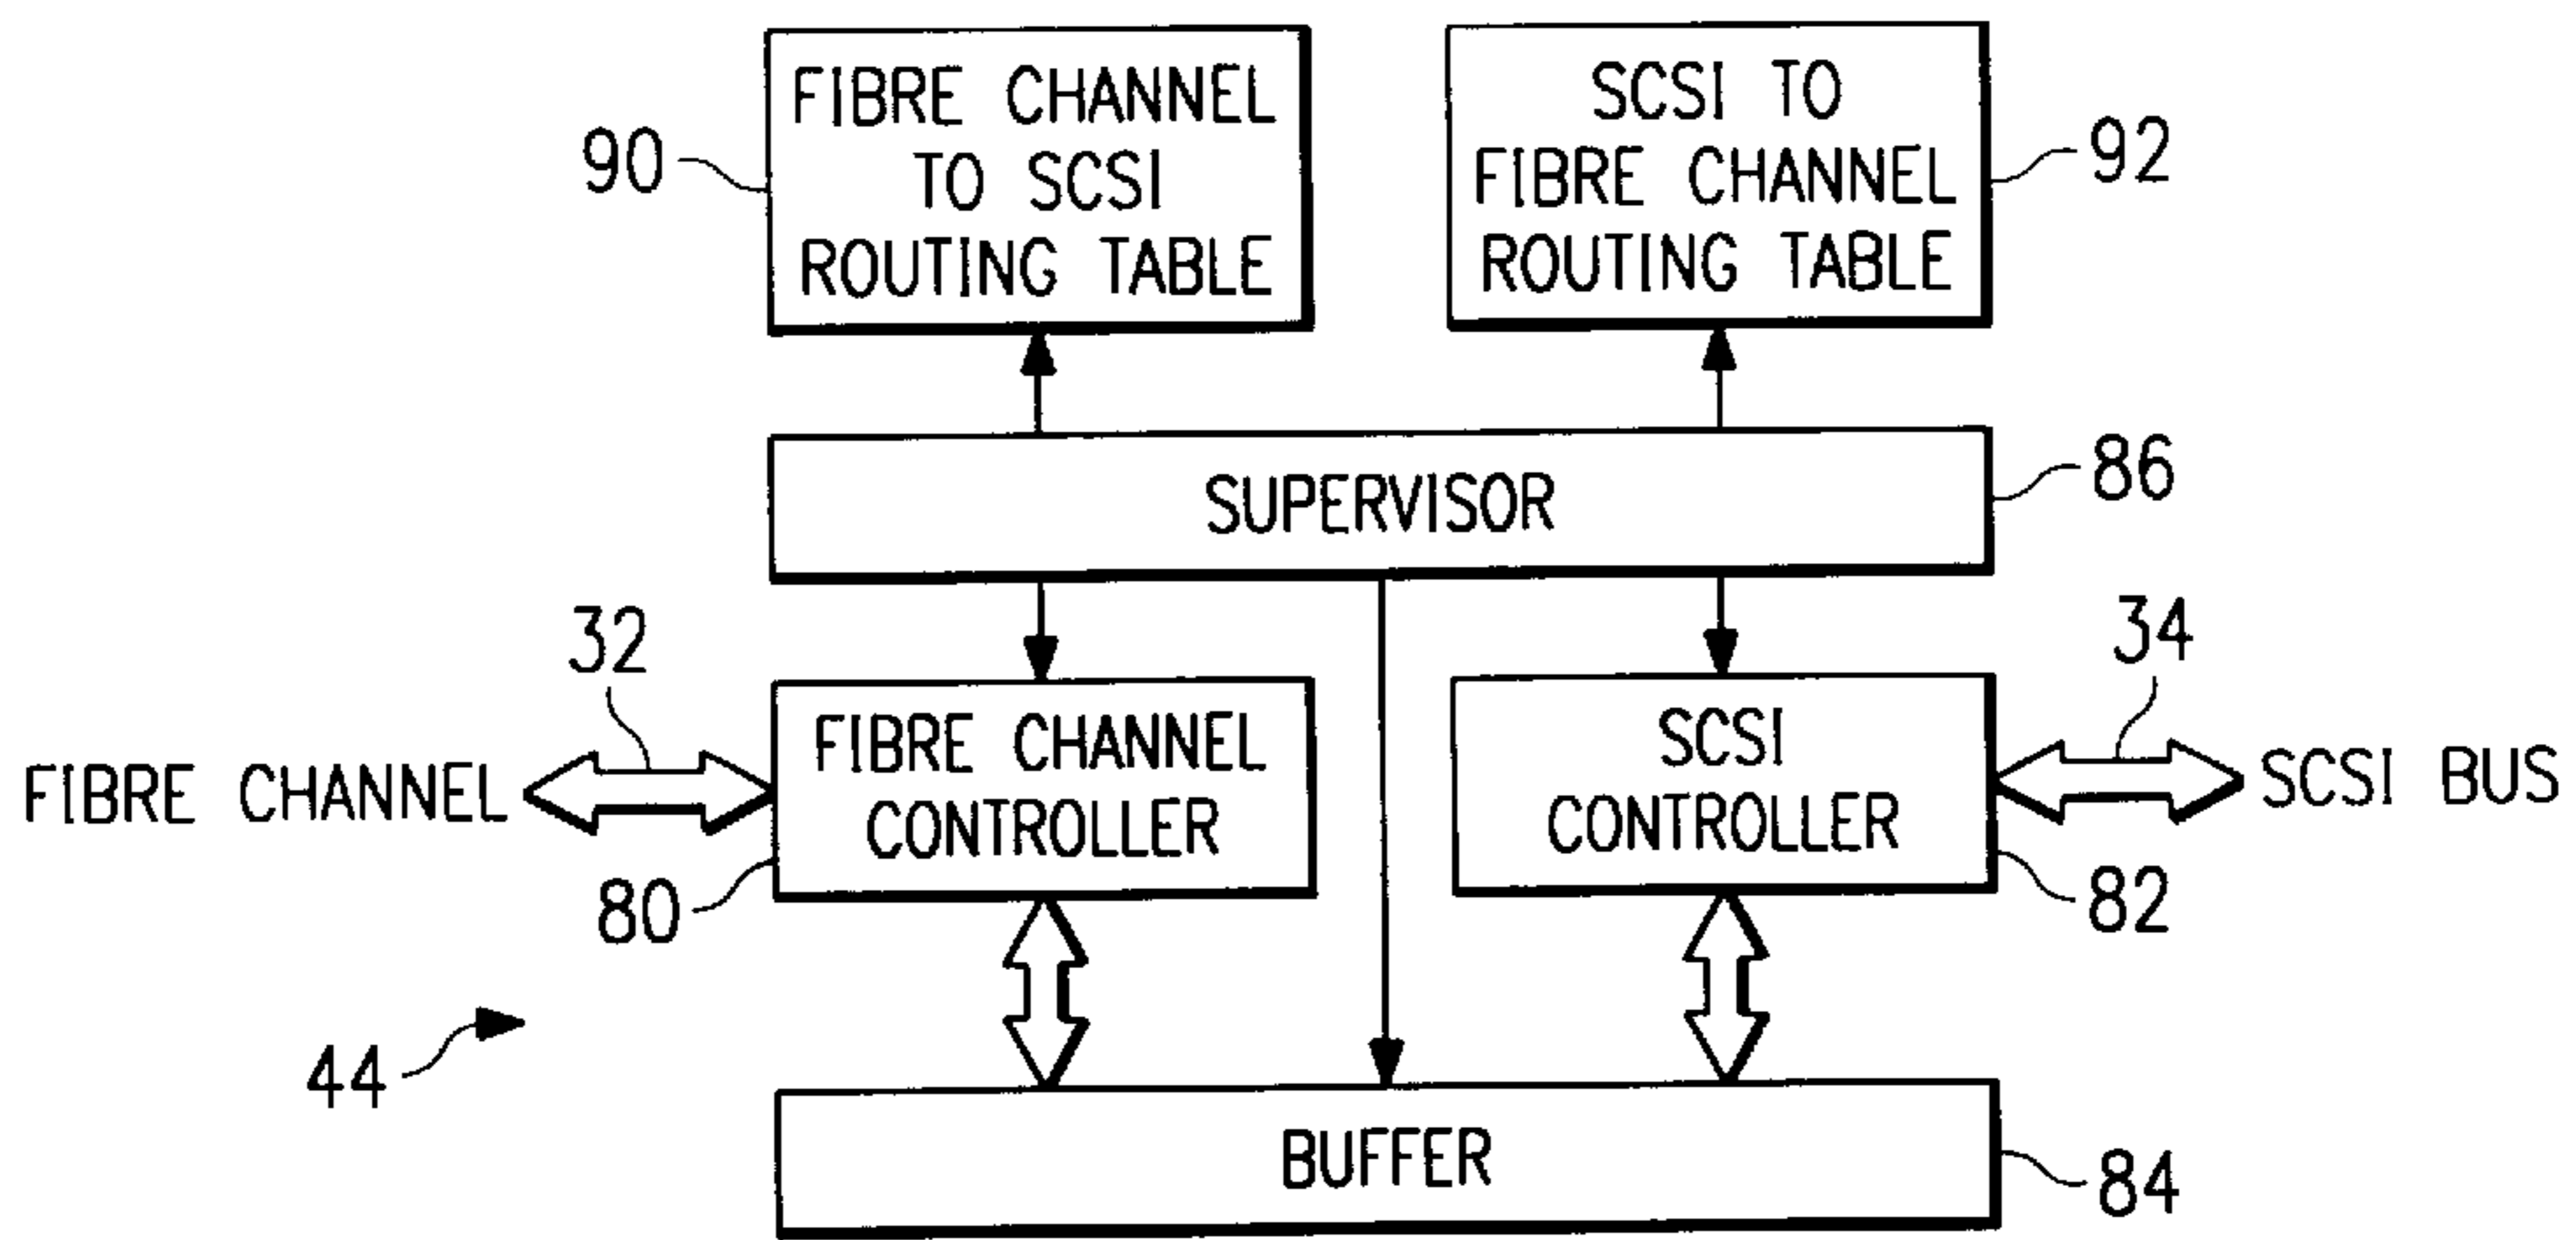 FIBRE CHANNEL
TO SCSI
ROUTING TABLE
90
SCSI TO
FIBRE CHANNEL
ROUTING TABLE
92
SUPERVISOR
86
32
34
FIBRE CHANNEL
FIBRE CHANNEL
CONTROLLER
80
SCSI
CONTROLLER
82
SCSI BUS
44
BUFFER
84